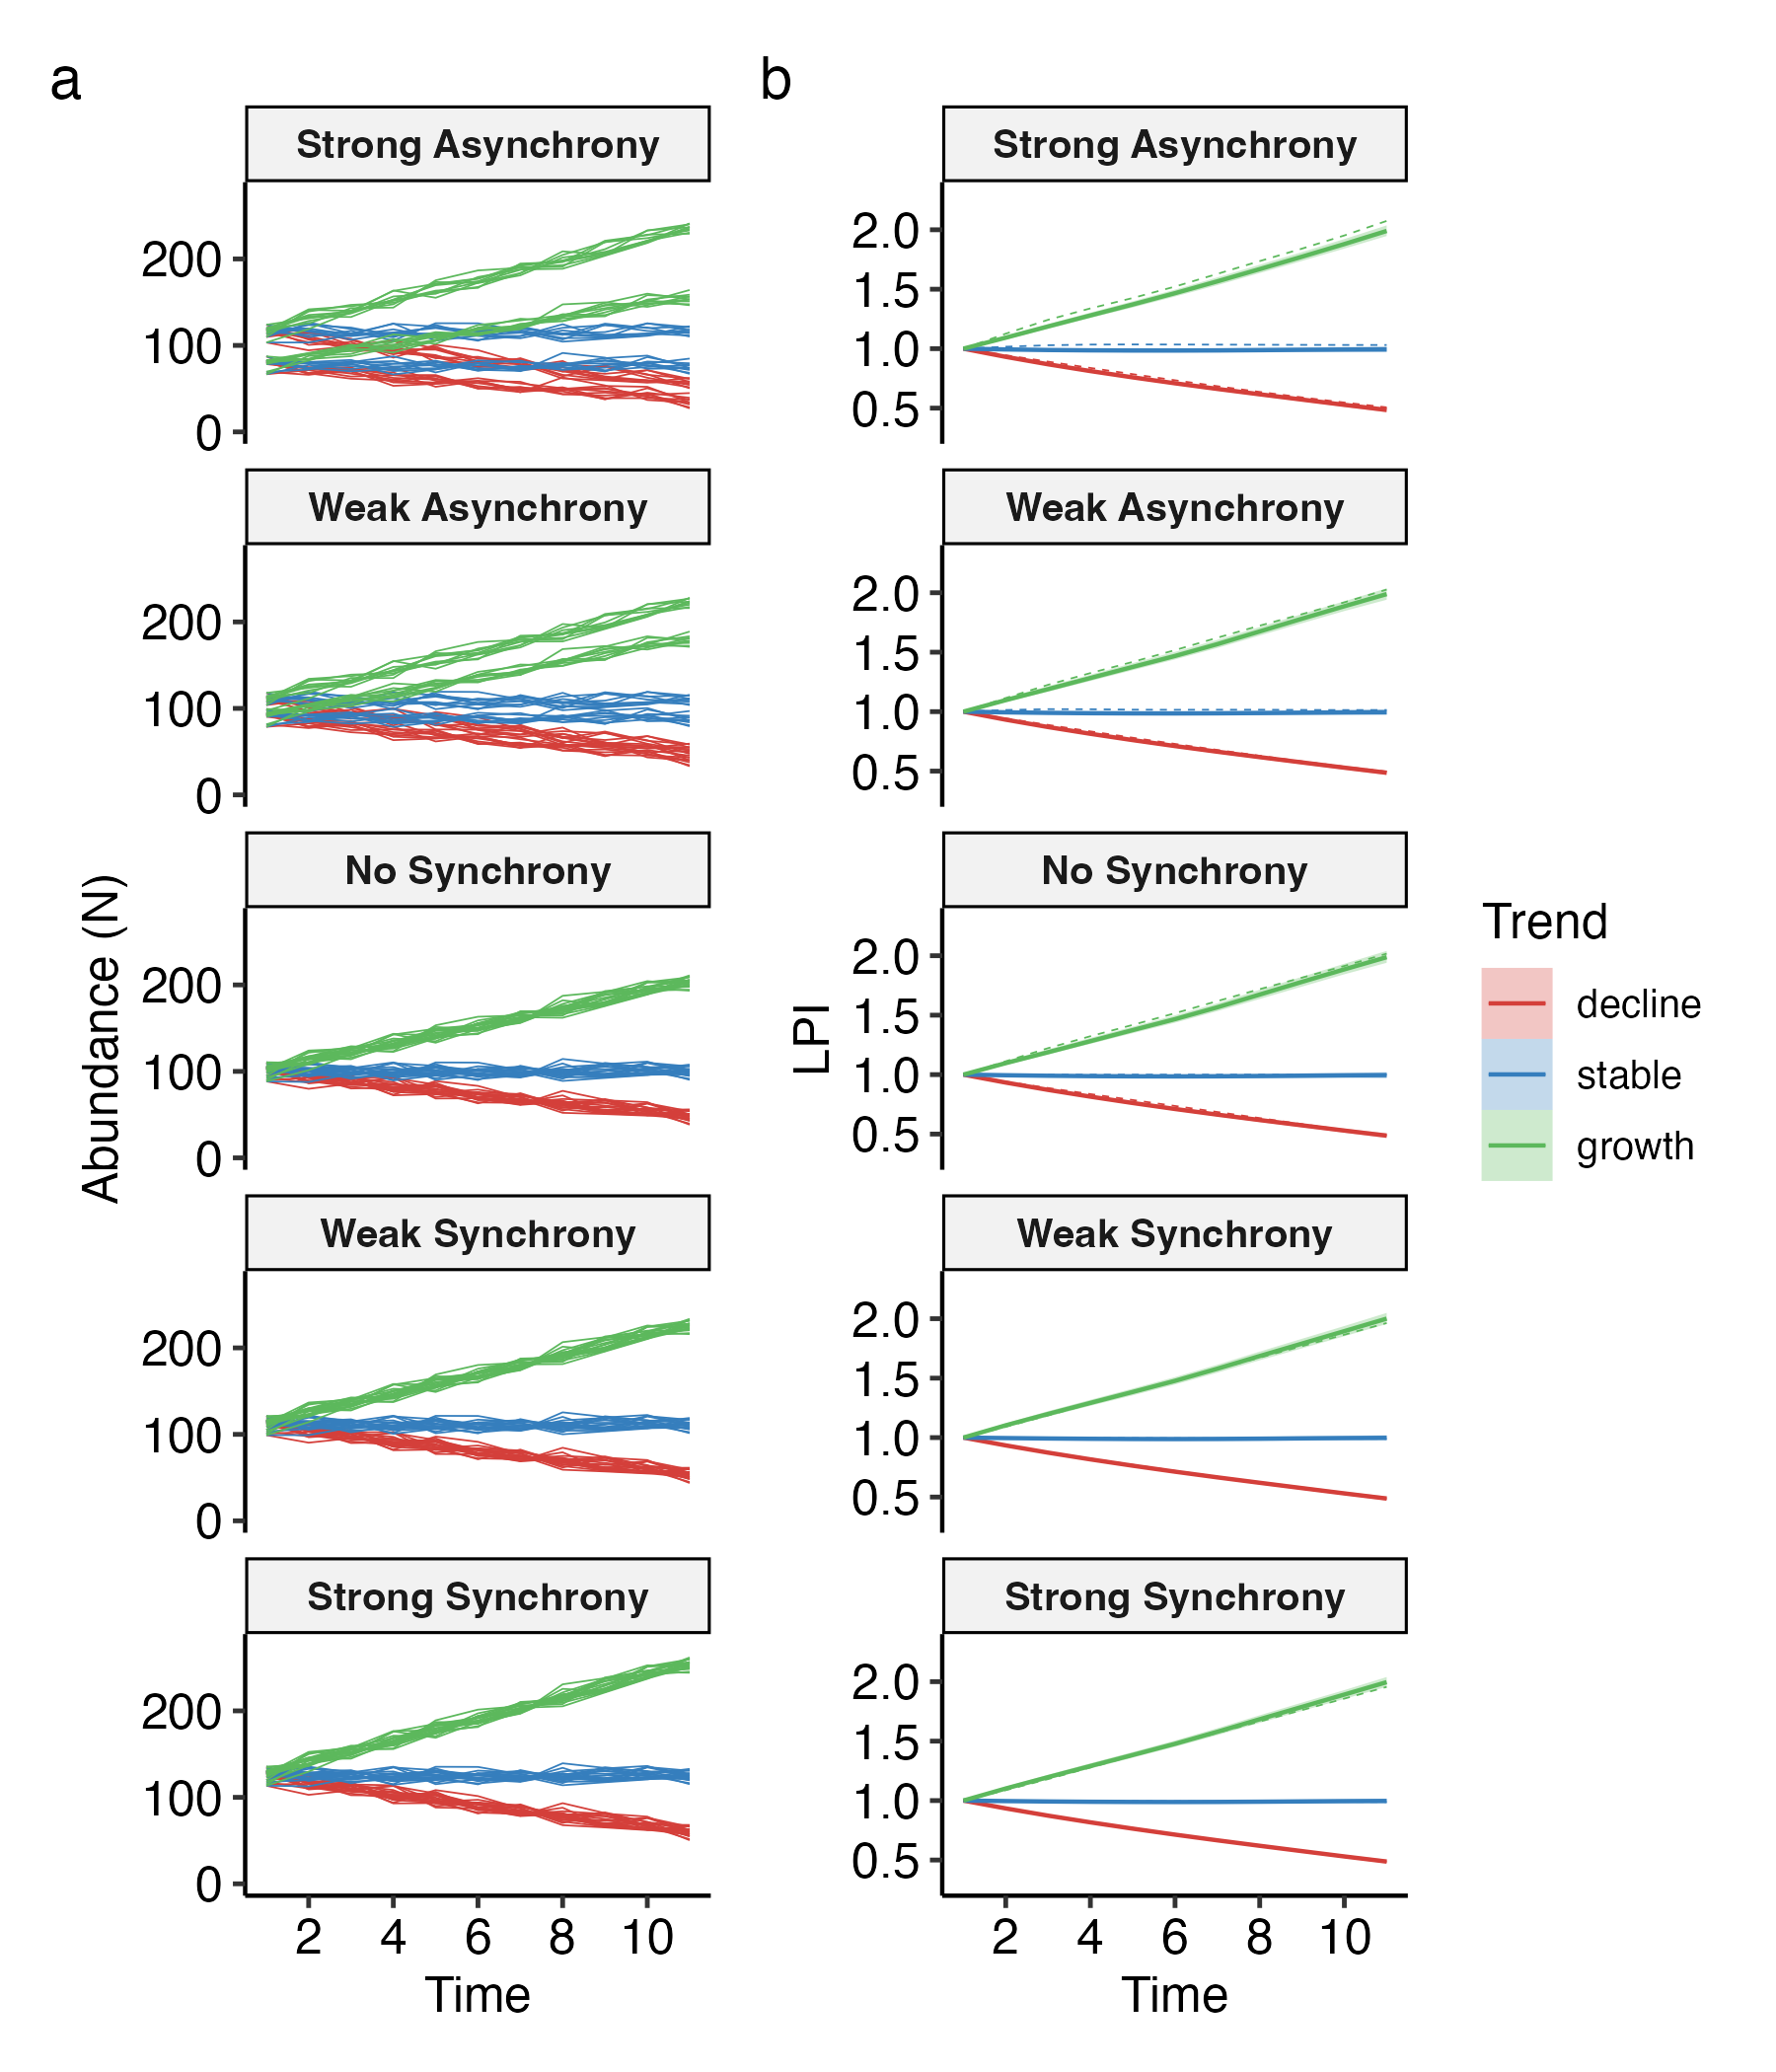 a
b
Strong Asynchrony
Strong Asynchrony
200
100
0
2.0
1.5
1.0
0.5
Weak Asynchrony
Weak Asynchrony
200
100
0
2.0
1.5
1.0
0.5
No Synchrony
No Synchrony
200
100
0
2.0
1.5
1.0
0.5
Weak Synchrony
Weak Synchrony
200
100
0
2.0
1.5
1.0
0.5
Strong Synchrony
Strong Synchrony
200
100
0
2.0
1.5
1.0
0.5
2 4 6 8 10
2 4 6 8 10
Time
Time
Abundance (N)
LPI
Trend
decline
stable
growth